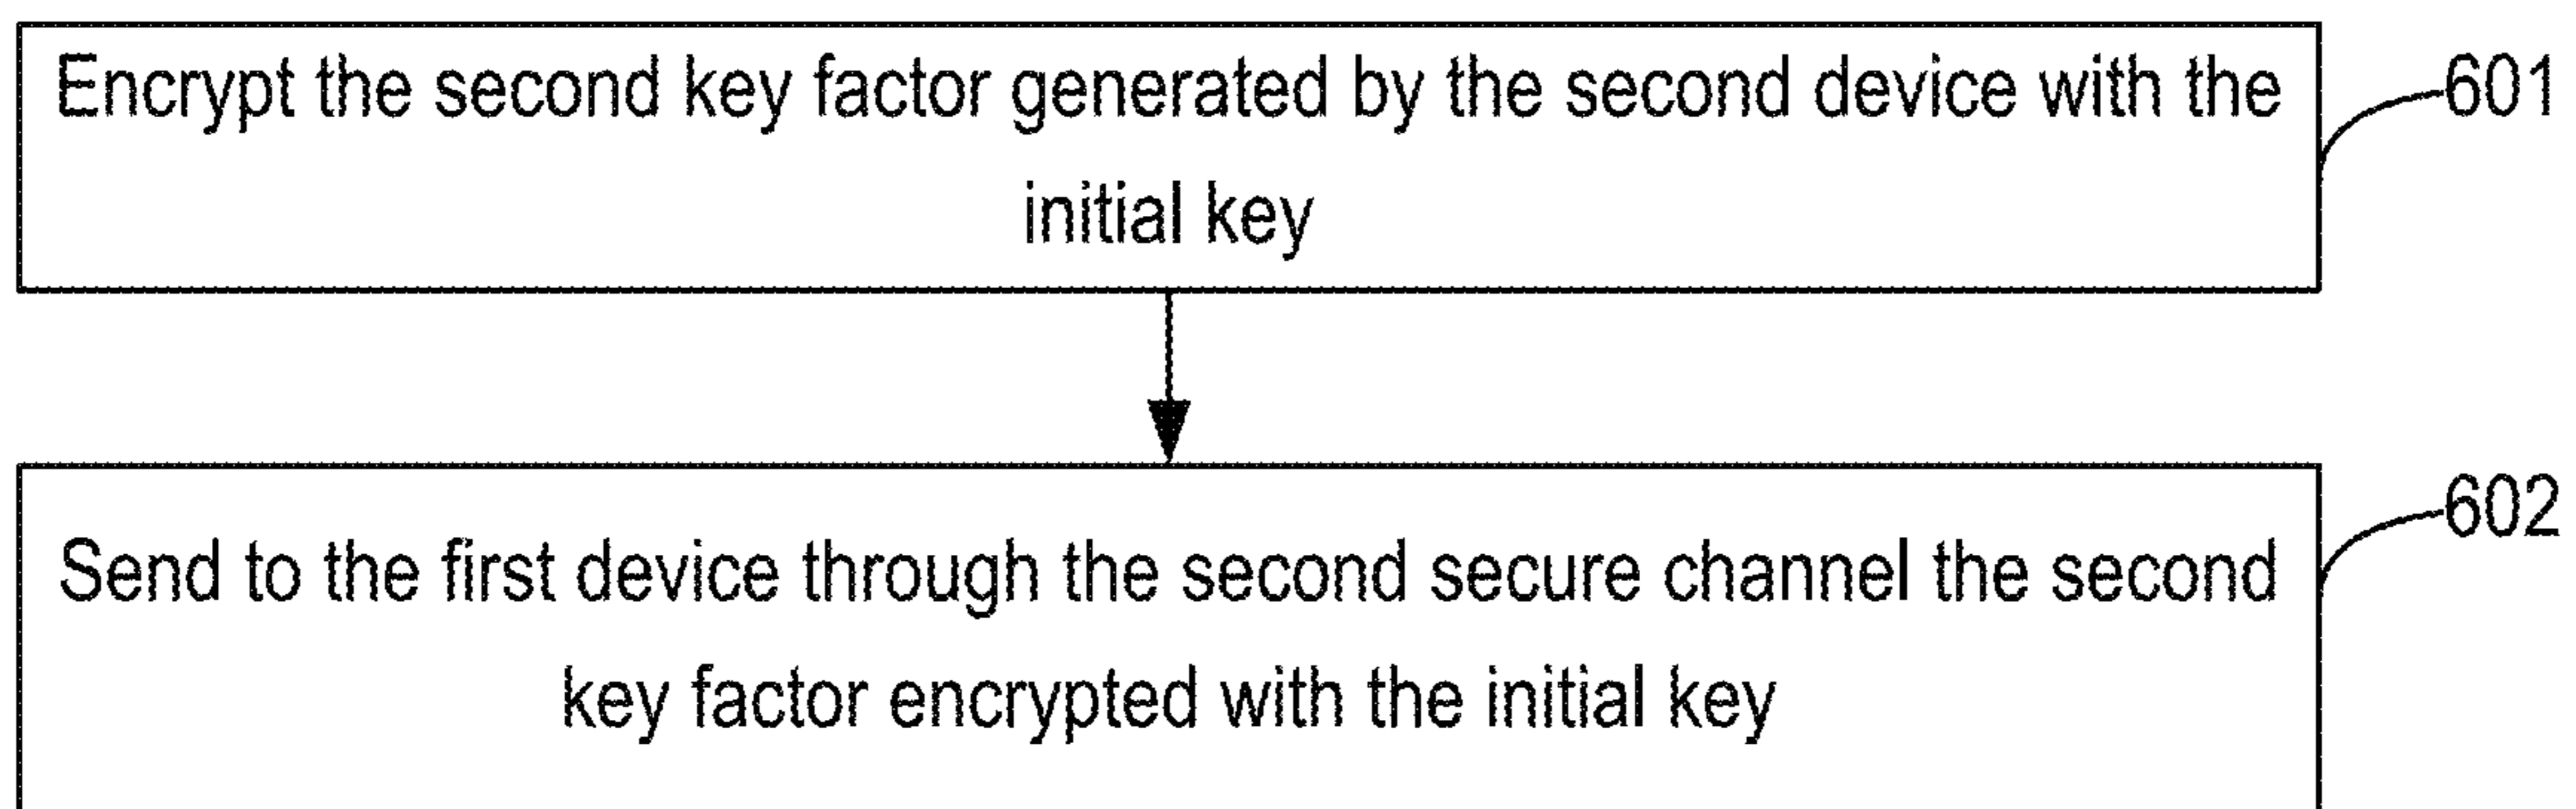 Encrypt the second key factor generated by the second device with the
initial key
601
Send to the first device through the second secure channel the second
key factor encrypted with the initial key
602